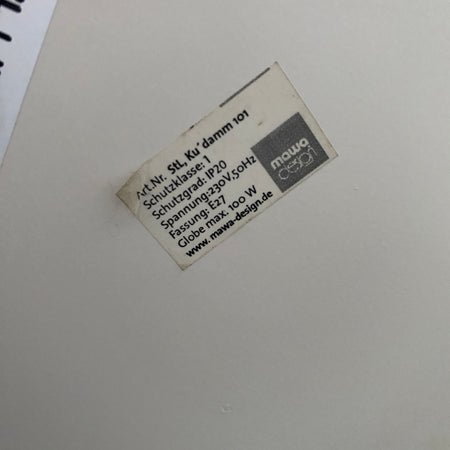 Art.Nr. StL, Ku'damm 101
Schutzklasse: 1
Schutzgrad: IP20
Spannung:230V,50Hz
Fassung: E27
Globe max. 100 W
www.mawa-design.de
mawa
design